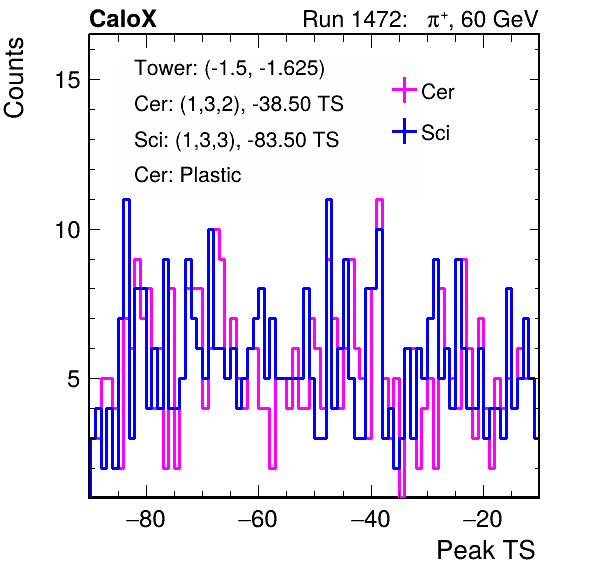 CaloX Run 1472: π⁺, 60 GeV
Counts
Tower: (-1.5, -1.625)
Cer: (1,3,2), -38.50 TS
Sci: (1,3,3), -83.50 TS
Cer: Plastic
Cer
Sci
15
10
5
−80 −60 −40 −20
Peak TS